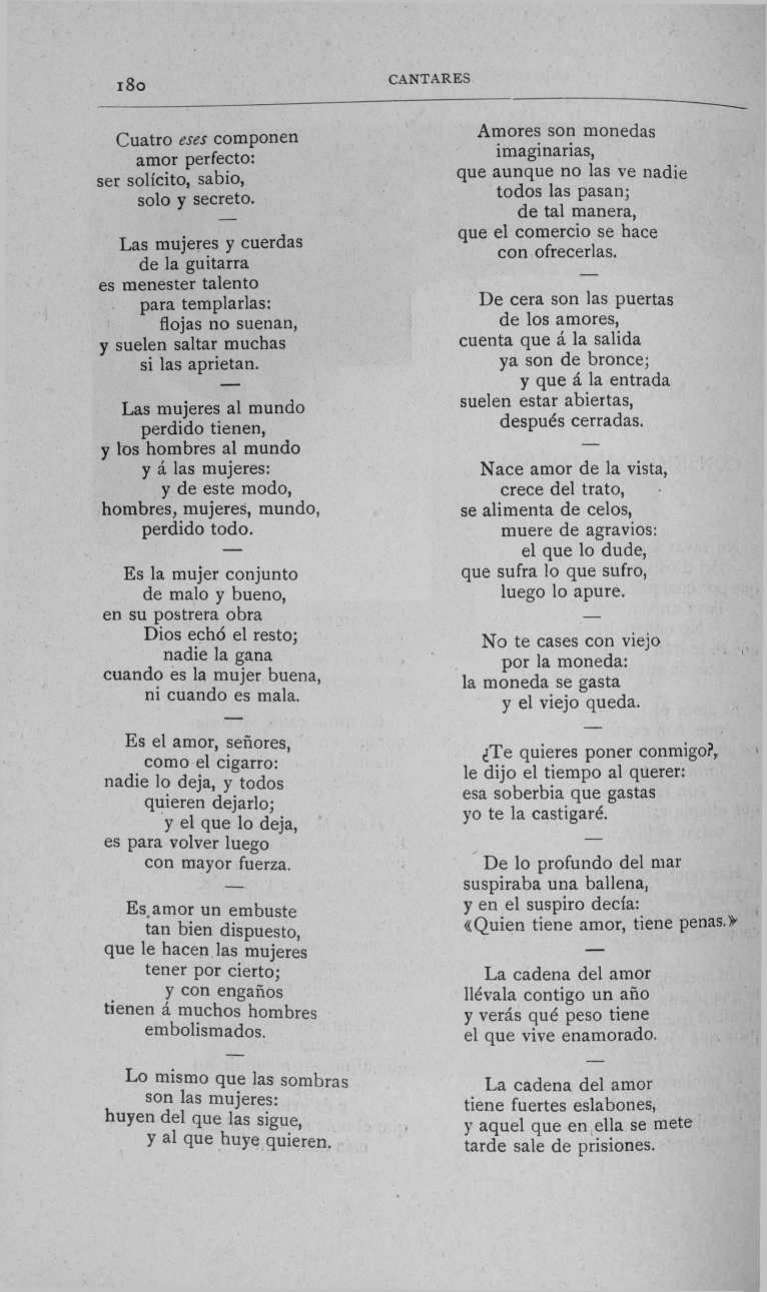 180
CANTARES
Cuatro eses componen
amor perfecto:
ser solícito, sabio,
solo y secreto.
—
Las mujeres y cuerdas
de la guitarra
es menester talento
para templarlas:
flojas no suenan,
y suelen saltar muchas
si las aprietan.
—
Las mujeres al mundo
perdido tienen,
y los hombres al mundo
y á las mujeres:
y de este modo,
hombres, mujeres, mundo,
perdido todo.
—
Es la mujer conjunto
de malo y bueno,
en su postrera obra
Dios echó el resto;
nadie la gana
cuando es la mujer buena,
ni cuando es mala.
—
Es el amor, señores,
como el cigarro:
nadie lo deja, y todos
quieren dejarlo;
y el que lo deja,
es para volver luego
con mayor fuerza.
—
Es amor un embuste
tan bien dispuesto,
que le hacen las mujeres
tener por cierto;
y con engaños
tienen á muchos hombres
embolismados.
—
Lo mismo que las sombras
son las mujeres:
huyen del que las sigue,
y al que huye quieren.
Amores son monedas
imaginarias,
que aunque no las ve nadie
todos las pasan;
de tal manera,
que el comercio se hace
con ofrecerlas.
—
De cera son las puertas
de los amores,
cuenta que á la salida
ya son de bronce;
y que á la entrada
suelen estar abiertas,
después cerradas.
—
Nace amor de la vista,
crece del trato,
se alimenta de celos,
muere de agravios:
el que lo dude,
que sufra lo que sufro,
luego lo apure.
—
No te cases con viejo
por la moneda:
la moneda se gasta
y el viejo queda.
—
¿Te quieres poner conmigo?,
le dijo el tiempo al querer:
esa soberbia que gastas
yo te la castigaré.
—
De lo profundo del mar
suspiraba una ballena,
y en el suspiro decía:
«Quien tiene amor, tiene penas.»
—
La cadena del amor
llévala contigo un año
y verás qué peso tiene
el que vive enamorado.
—
La cadena del amor
tiene fuertes eslabones,
y aquel que en ella se mete
tarde sale de prisiones.